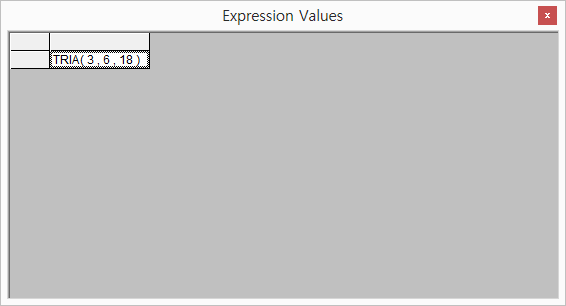 Expression Values
x
TRIA( 3 , 6 , 18 )